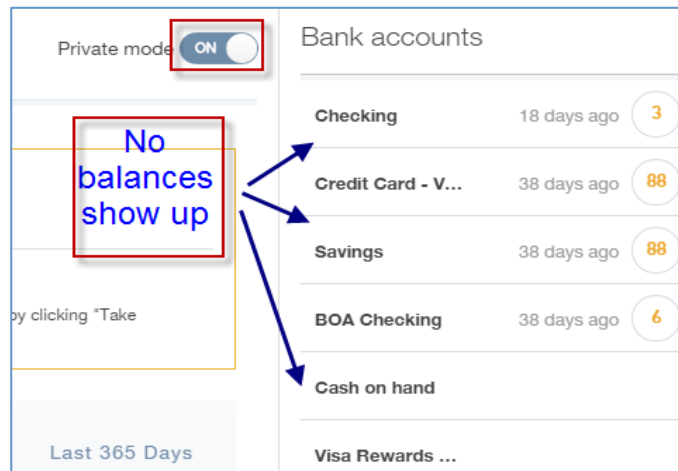 Private mode ON
No
balances
show up
by clicking "Take
Last 365 Days
Bank accounts
Checking 18 days ago 3
Credit Card - V... 38 days ago 88
Savings 38 days ago 88
BOA Checking 38 days ago 6
Cash on hand
Visa Rewards ...